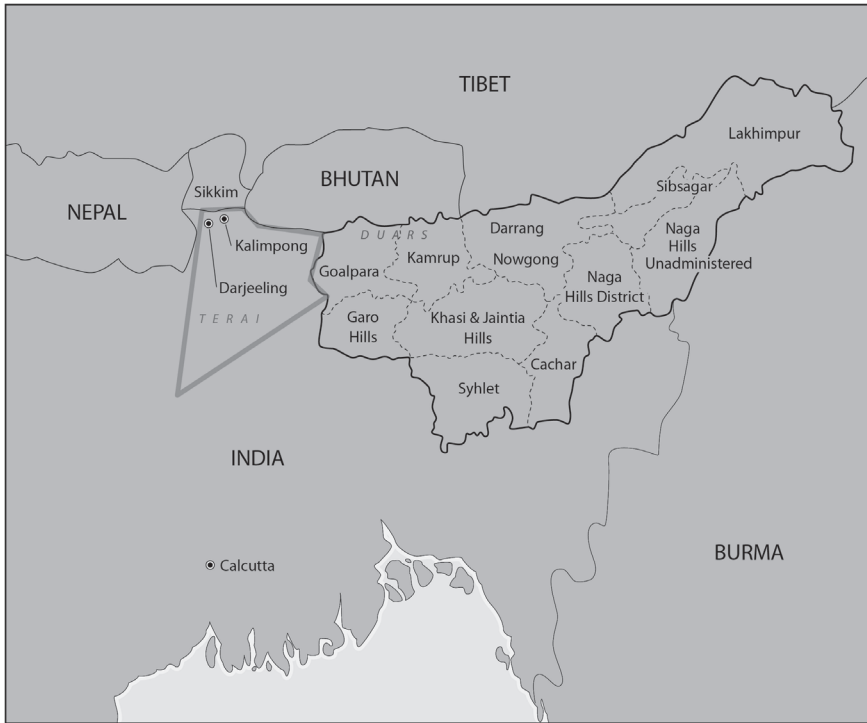 TIBET
Lakhimpur
BHUTAN
Sikkim
Sibsagar
NEPAL
Darrang
DUARS
Naga
Hills
Unadministered
Kalimpong
Kamrup
Nowgong
Goalpara
Naga
Hills District
Darjeeling
TERAI
Garo
Hills
Khasi & Jaintia
Hills
Cachar
Syhlet
INDIA
BURMA
Calcutta